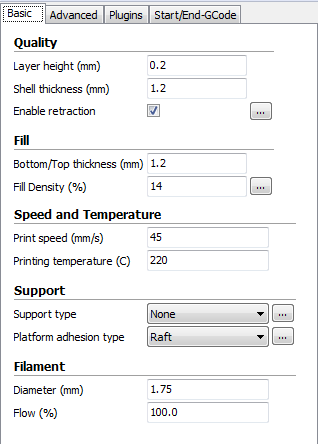 Basic Advanced Plugins Start/End-GCode
Quality
Layer height (mm) 0.2
Shell thickness (mm) 1.2
Enable retraction ...
Fill
Bottom/Top thickness (mm) 1.2
Fill Density (%) 14 ...
Speed and Temperature
Print speed (mm/s) 45
Printing temperature (C) 220
Support
Support type None ...
Platform adhesion type Raft ...
Filament
Diameter (mm) 1.75
Flow (%) 100.0